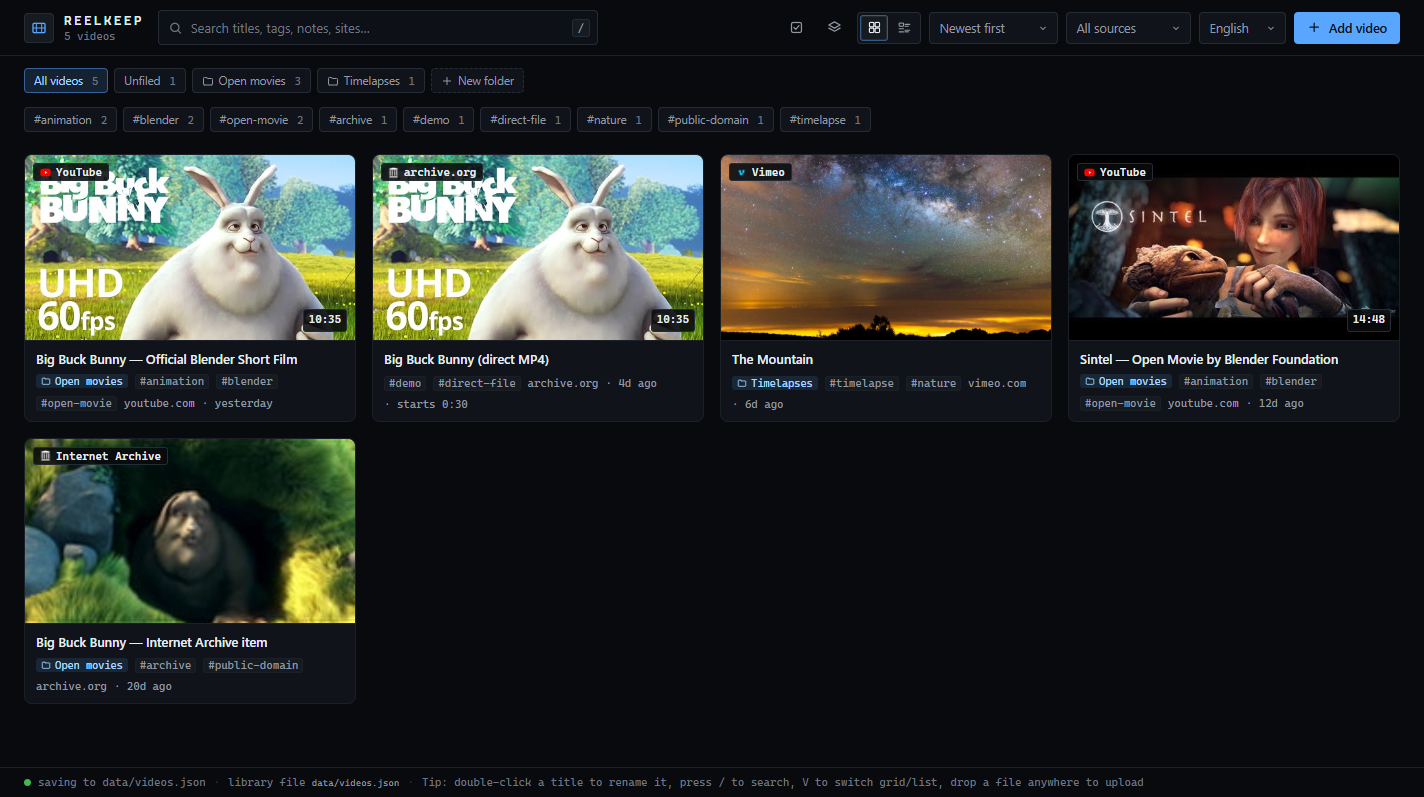 REELKEEP
5 videos
Search titles, tags, notes, sites...
/
Newest first
All sources
English
+ Add video
All videos 5
Unfiled 1
Open movies 3
Timelapses 1
+ New folder
#animation 2
#blender 2
#open-movie 2
#archive 1
#demo 1
#direct-file 1
#nature 1
#public-domain 1
#timelapse 1
YouTube
Big Buck
BUNNY
UHD
60fps
10:35
Big Buck Bunny — Official Blender Short Film
Open movies #animation #blender
#open-movie youtube.com · yesterday
archive.org
Big Buck
BUNNY
UHD
60fps
10:35
Big Buck Bunny (direct MP4)
#demo #direct-file archive.org · 4d ago
· starts 0:30
Vimeo
The Mountain
Timelapses #timelapse #nature vimeo.com
· 6d ago
YouTube
SINTEL
14:48
Sintel — Open Movie by Blender Foundation
Open movies #animation #blender
#open-movie youtube.com · 12d ago
Internet Archive
Big Buck Bunny — Internet Archive item
Open movies #archive #public-domain
archive.org · 20d ago
saving to data/videos.json · library file data/videos.json · Tip: double-click a title to rename it, press / to search, V to switch grid/list, drop a file anywhere to upload